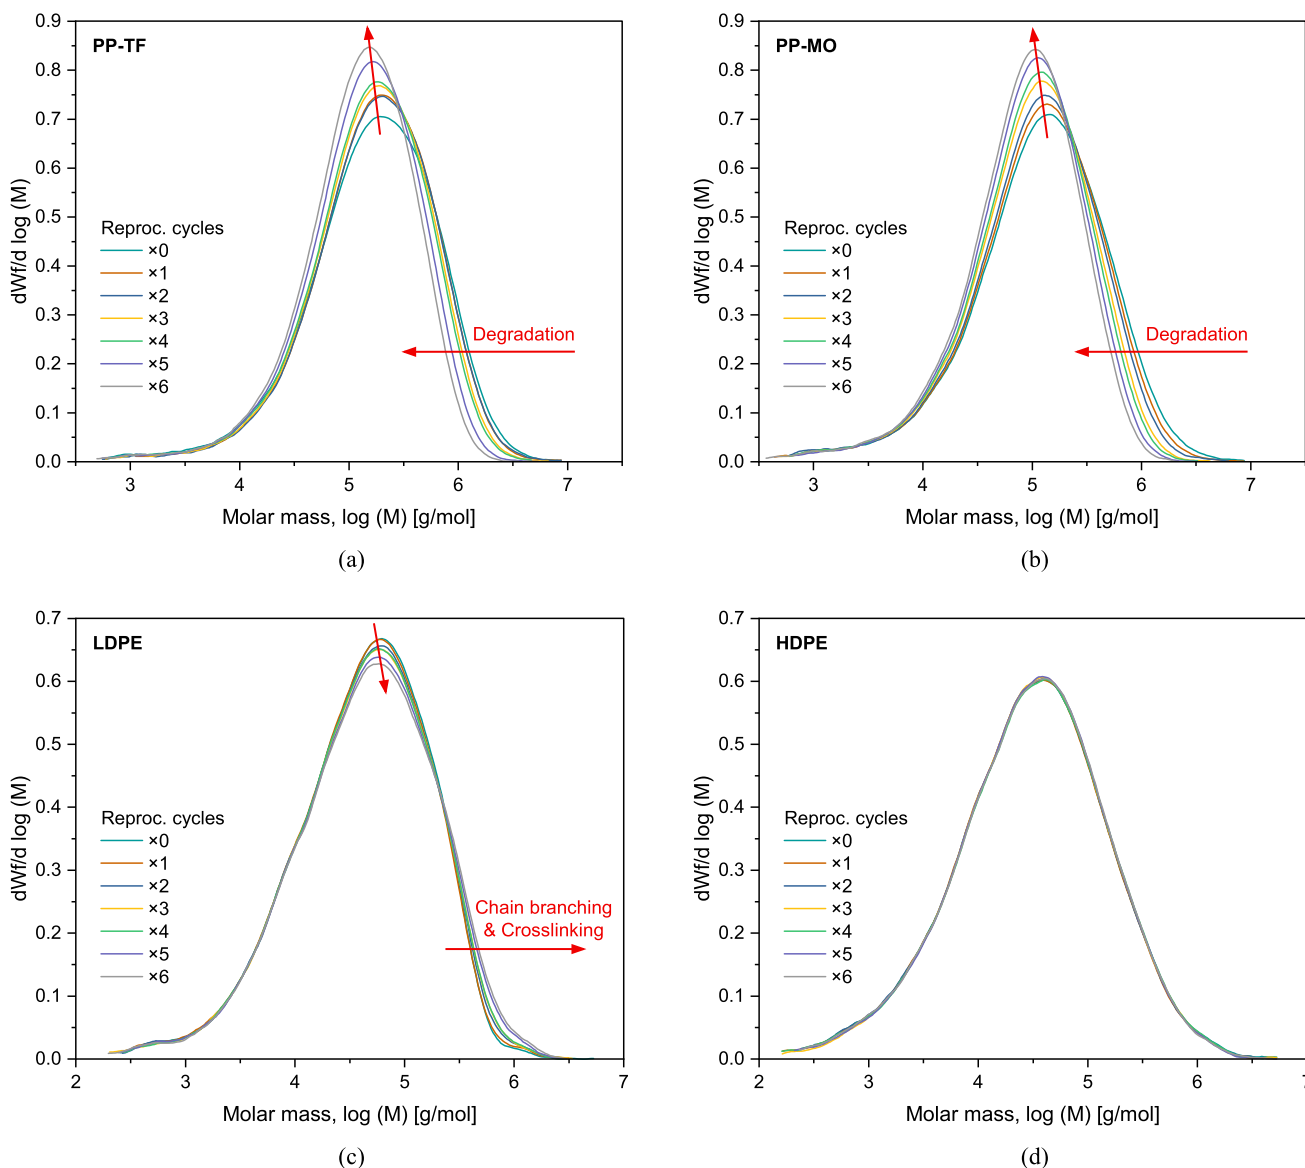 PP-TF
dWf/d log (M)
0.9
0.8
0.7
0.6
0.5
0.4
0.3
0.2
0.1
0.0
Reproc. cycles
×0
×1
×2
×3
×4
×5
×6
Degradation
3 4 5 6 7
Molar mass, log (M) [g/mol]
(a)
PP-MO
dWf/d log (M)
0.9
0.8
0.7
0.6
0.5
0.4
0.3
0.2
0.1
0.0
Reproc. cycles
×0
×1
×2
×3
×4
×5
×6
Degradation
3 4 5 6 7
Molar mass, log (M) [g/mol]
(b)
LDPE
dWf/d log (M)
0.7
0.6
0.5
0.4
0.3
0.2
0.1
0.0
Reproc. cycles
×0
×1
×2
×3
×4
×5
×6
Chain branching
& Crosslinking
2 3 4 5 6 7
Molar mass, log (M) [g/mol]
(c)
HDPE
dWf/d log (M)
0.7
0.6
0.5
0.4
0.3
0.2
0.1
0.0
Reproc. cycles
×0
×1
×2
×3
×4
×5
×6
2 3 4 5 6 7
Molar mass, log (M) [g/mol]
(d)